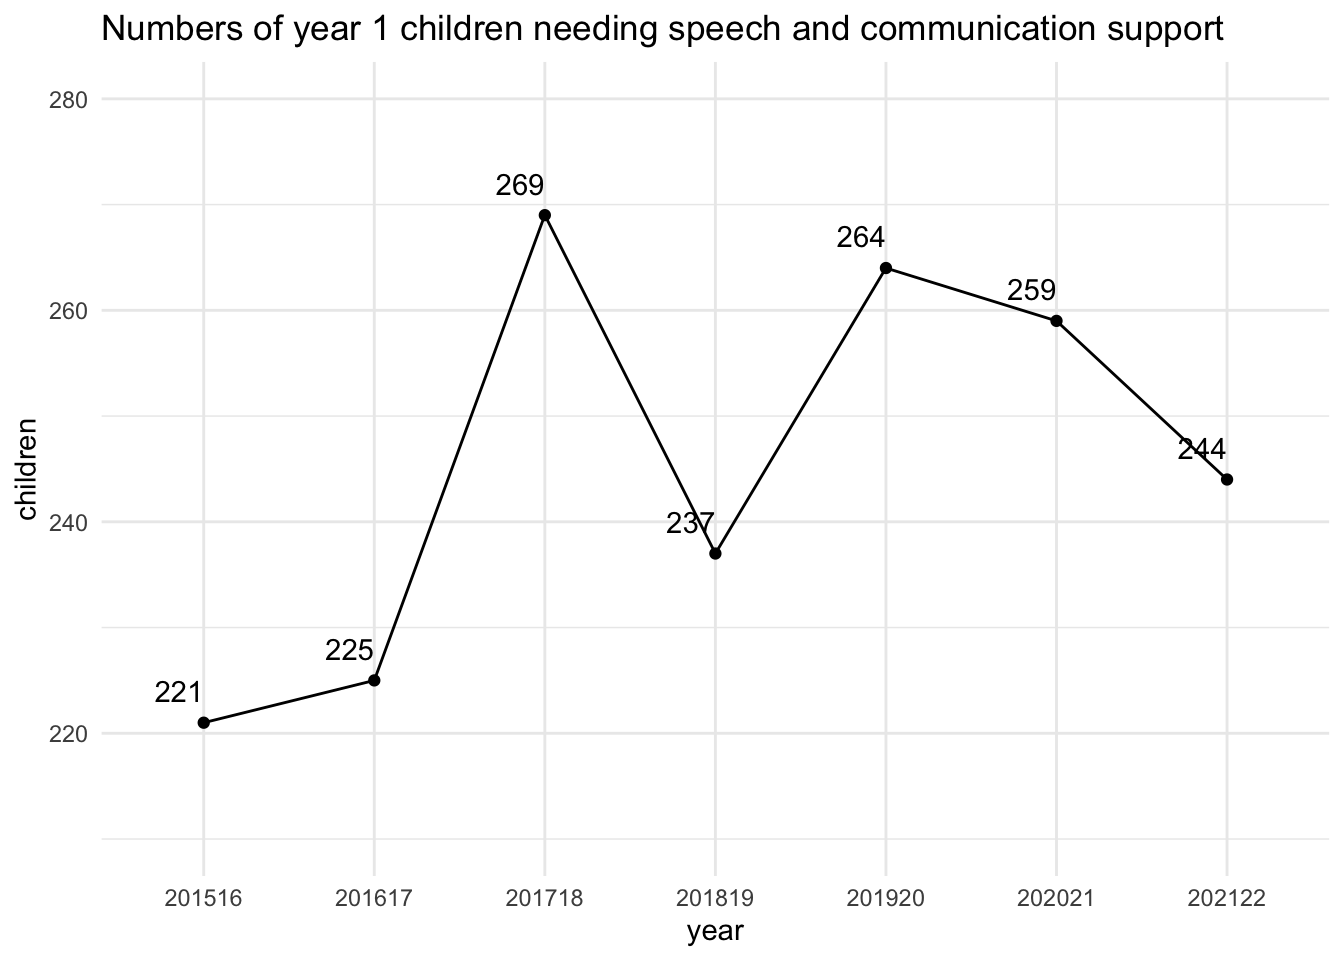 Numbers of year 1 children needing speech and communication support
280
269
264
259
260
244
237
240
225
221
220
children
201516 201617 201718 201819 201920 202021 202122
year